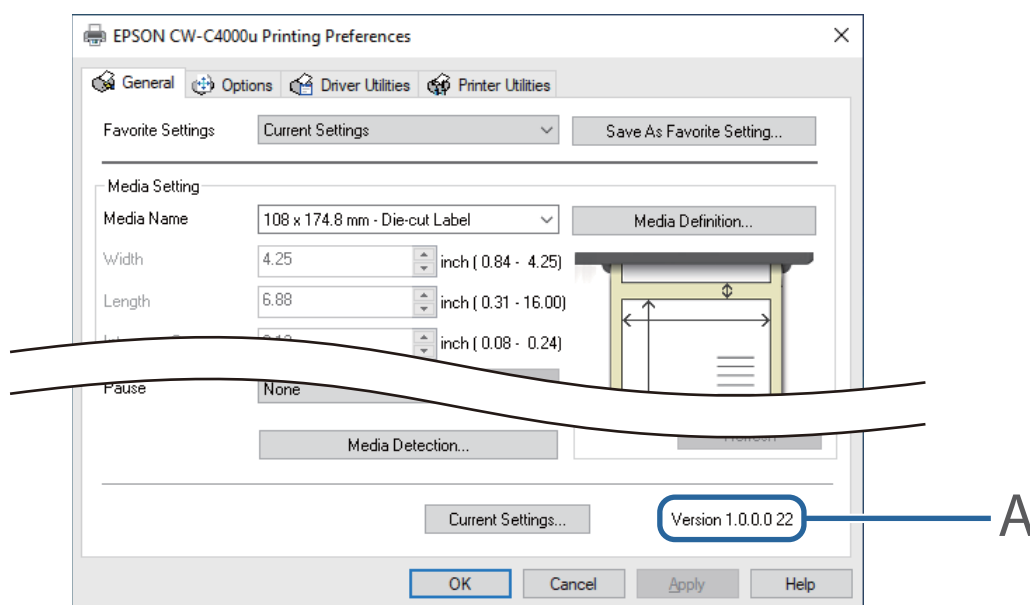 EPSON CW-C4000u Printing Preferences
General Options Driver Utilities Printer Utilities
Favorite Settings Current Settings Save As Favorite Setting...
Media Setting
Media Name 108 x 174.8 mm - Die-cut Label Media Definition...
Width 4.25 inch ( 0.84 - 4.25)
Length 6.88 inch ( 0.31 - 16.00)
inch ( 0.08 - 0.24)
Pause None
Media Detection...
Current Settings... Version 1.0.0.0 22 A
OK Cancel Apply Help